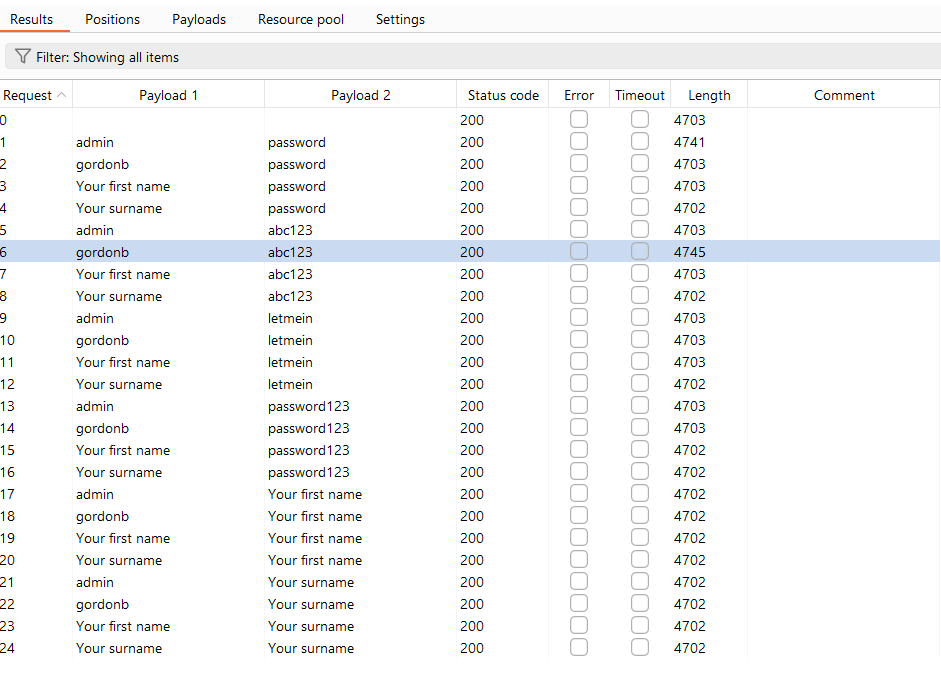 Results Positions Payloads Resource pool Settings
Filter: Showing all items
Request Payload 1 Payload 2 Status code Error Timeout Length Comment
0 200 4703
1 admin password 200 4741
2 gordonb password 200 4703
3 Your first name password 200 4703
4 Your surname password 200 4702
5 admin abc123 200 4703
6 gordonb abc123 200 4745
7 Your first name abc123 200 4703
8 Your surname abc123 200 4702
9 admin letmein 200 4703
10 gordonb letmein 200 4703
11 Your first name letmein 200 4703
12 Your surname letmein 200 4702
13 admin password123 200 4703
14 gordonb password123 200 4703
15 Your first name password123 200 4702
16 Your surname password123 200 4702
17 admin Your first name 200 4702
18 gordonb Your first name 200 4702
19 Your first name Your first name 200 4702
20 Your surname Your first name 200 4702
21 admin Your surname 200 4702
22 gordonb Your surname 200 4702
23 Your first name Your surname 200 4702
24 Your surname Your surname 200 4702